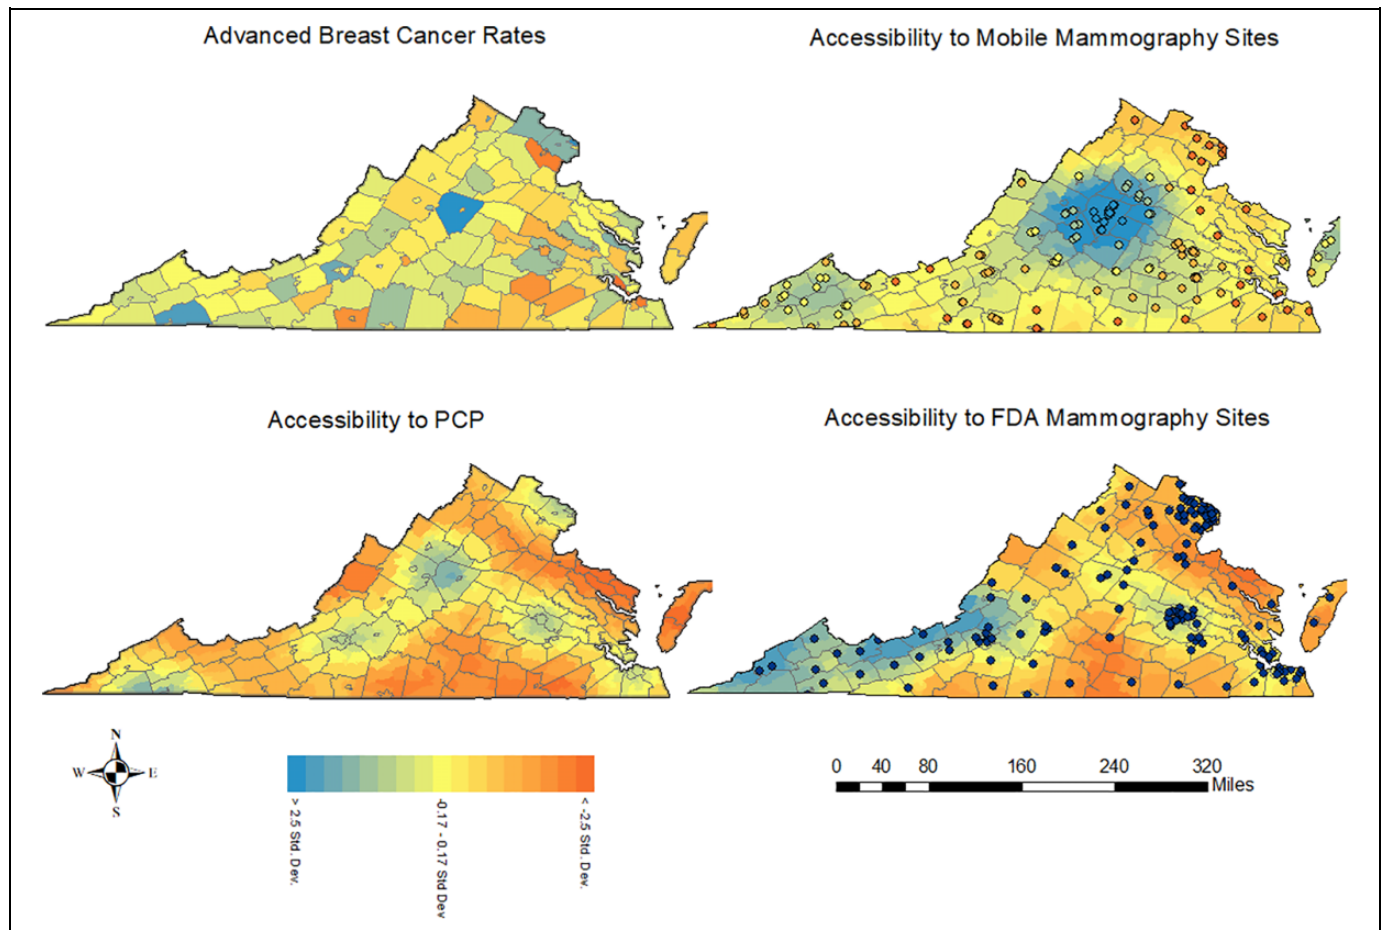 Advanced Breast Cancer Rates
Accessibility to Mobile Mammography Sites
Accessibility to PCP
Accessibility to FDA Mammography Sites
N
W E
S
> 2.5 Std. Dev.
-0.17 - 0.17 Std Dev
< -2.5 Std. Dev.
0 40 80 160 240 320
Miles